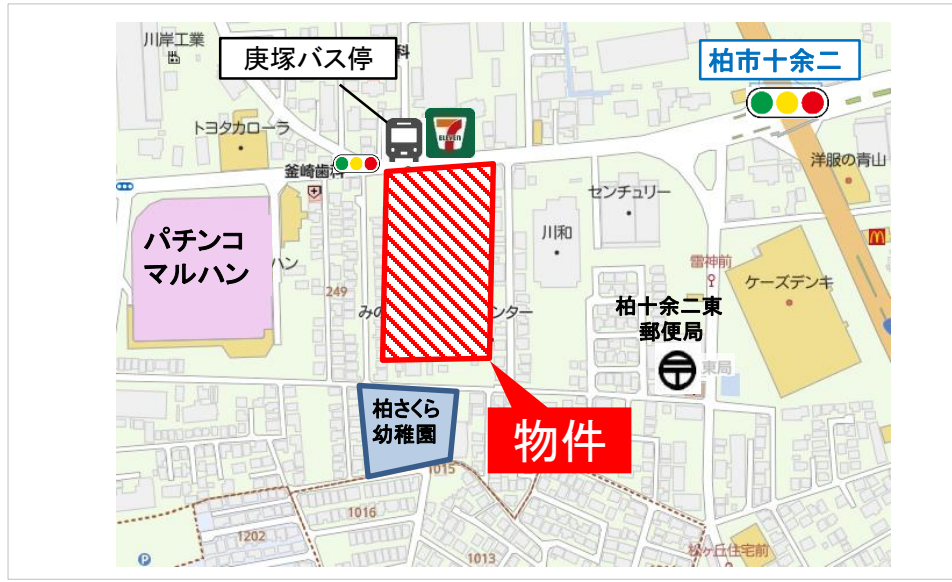 川岸工業
庚塚バス停
科
柏市十余二
トヨタカローラ
ELEVEN
釜崎歯科
洋服の青山
センチュリー
パチンコ
マルハン
ハン
川和
雷神前
ケーズデンキ
249
みの
ンター
柏十余二東
郵便局
東局
柏さくら
幼稚園
物件
1015
1016
1202
1013
松ヶ丘住宅前
P